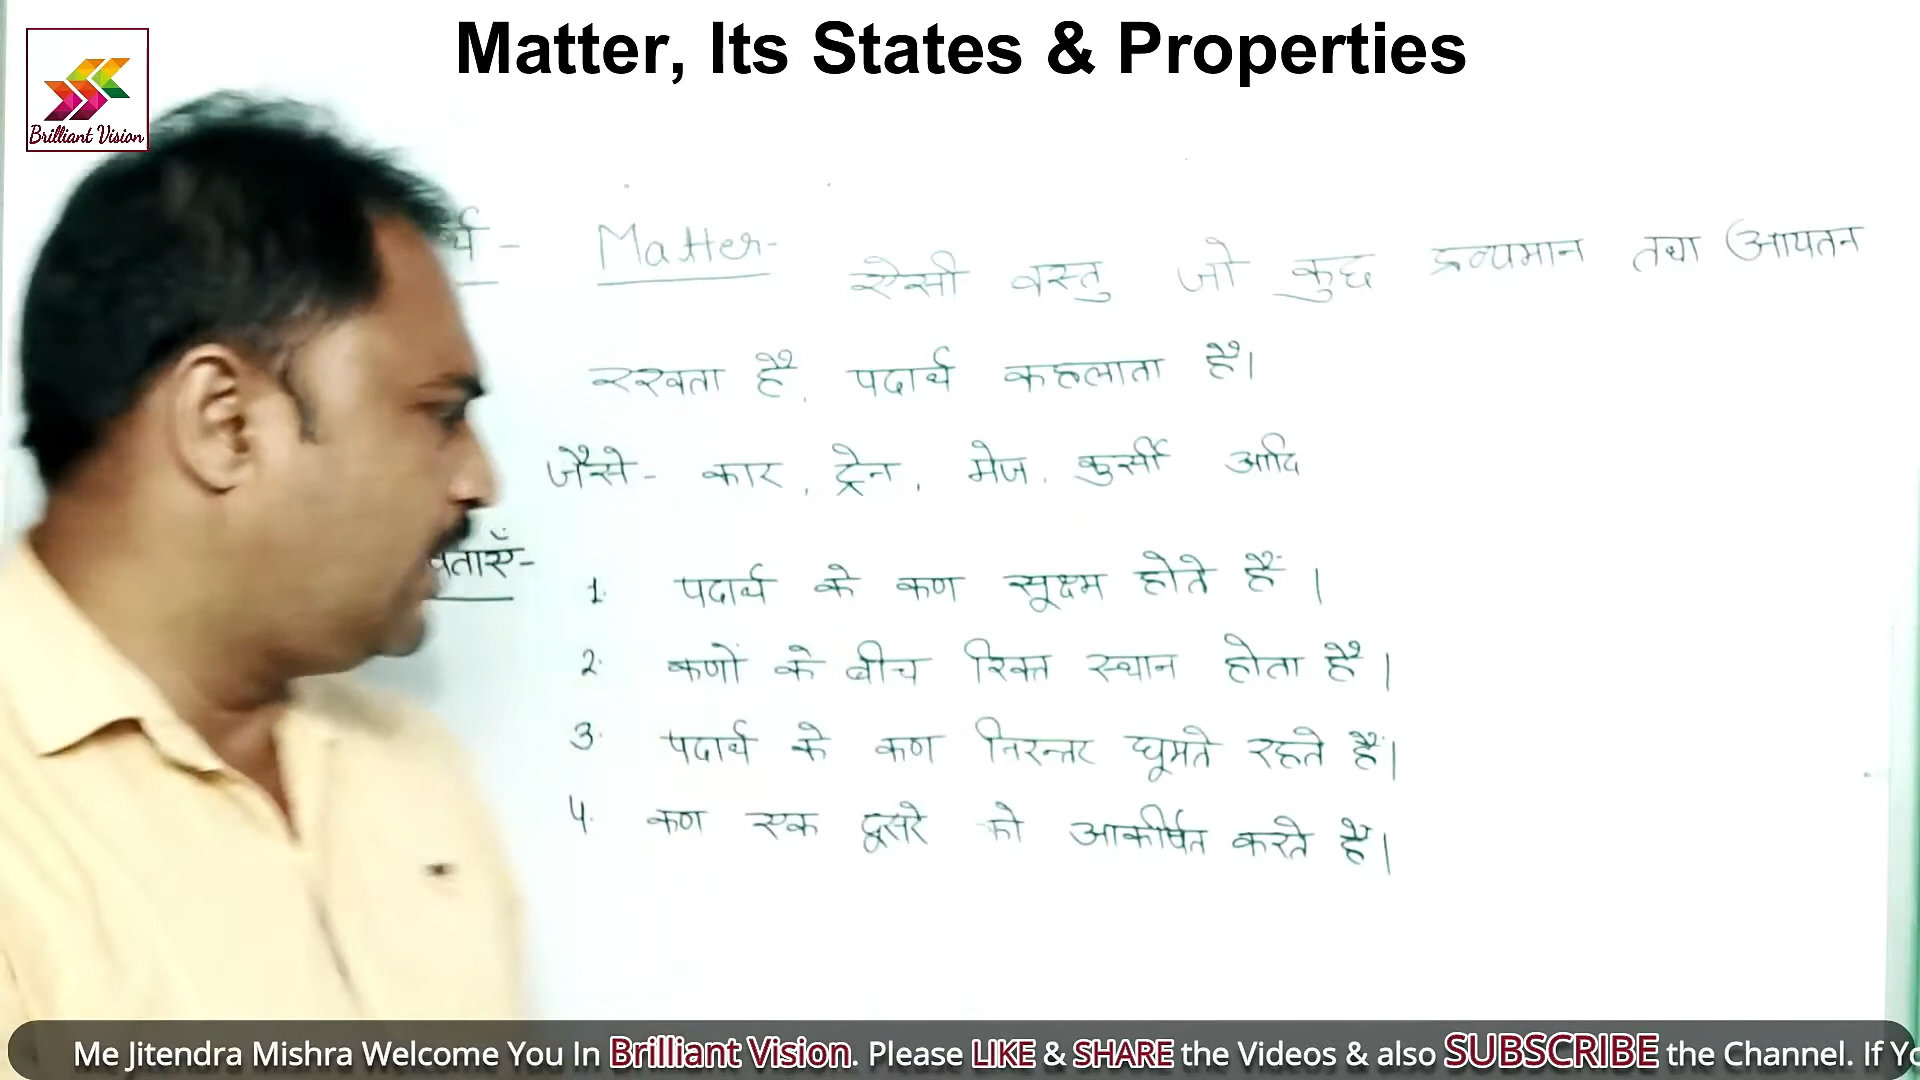 Matter, Its States & Properties
Brilliant Vision
Matter- ऐसी वस्तु जो कुछ द्रव्यमान तथा आयतन
रखता है, पदार्थ कहलाता है।
जैसे- कार, ट्रेन, मेज, कुर्सी आदि
1. पदार्थ के कण सूक्ष्म होते हैं।
2. कणों के बीच रिक्त स्थान होता है।
3. पदार्थ के कण निरन्तर घूमते रहते हैं।
4. कण एक दूसरे को आकर्षित करते है।
Me Jitendra Mishra Welcome You In Brilliant Vision. Please LIKE & SHARE the Videos & also SUBSCRIBE the Channel. If